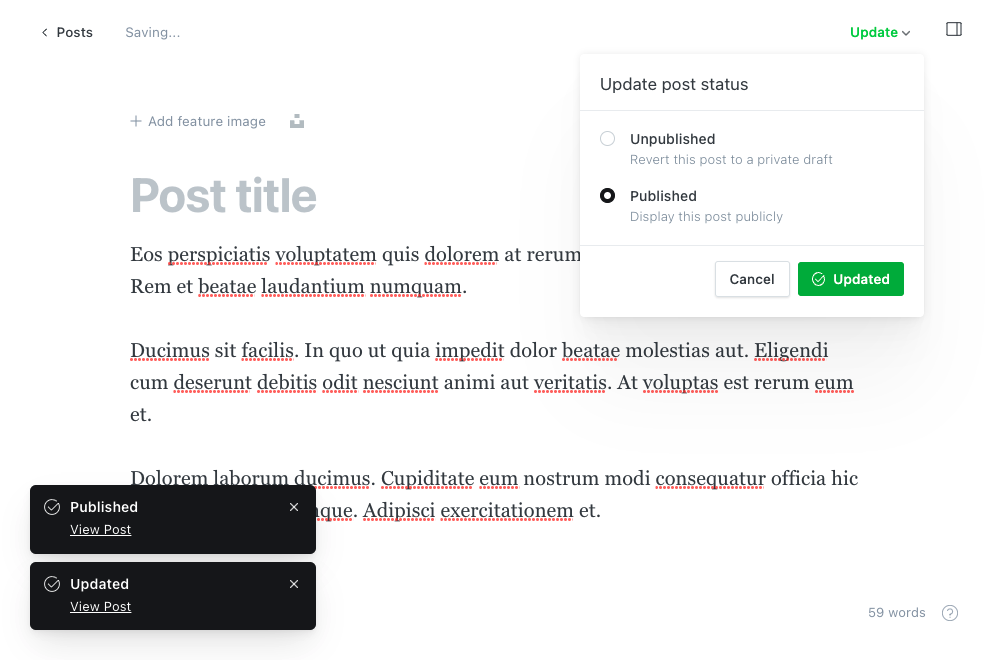 Posts
Saving...
Update
Update post status
Unpublished
Revert this post to a private draft
Published
Display this post publicly
Cancel
Updated
Add feature image
Post title
Eos perspiciatis voluptatem quis dolorem at rerum
Rem et beatae laudantium numquam.
Ducimus sit facilis. In quo ut quia impedit dolor beatae molestias aut. Eligendi
cum deserunt debitis odit nesciunt animi aut veritatis. At voluptas est rerum eum
et.
Dolorem laborum ducimus. Cupiditate eum nostrum modi consequatur officia hic
Adipisci exercitationem et.
Published
View Post
Updated
View Post
59 words